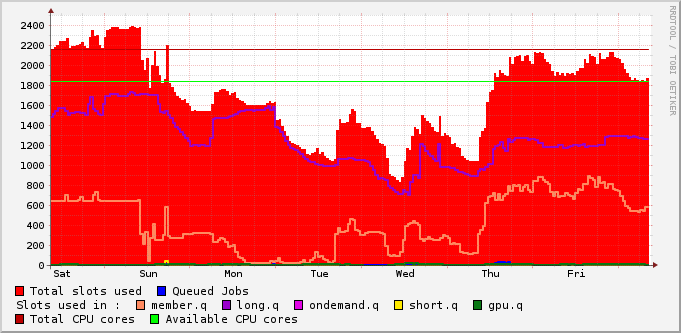 RRDTOOL / TOBI OETIKER
2400
2200
2000
1800
1600
1400
1200
1000
800
600
400
200
0
Sat Sun Mon Tue Wed Thu Fri
Total slots used Queued Jobs
Slots used in : member.q long.q ondemand.q short.q gpu.q
Total CPU cores Available CPU cores